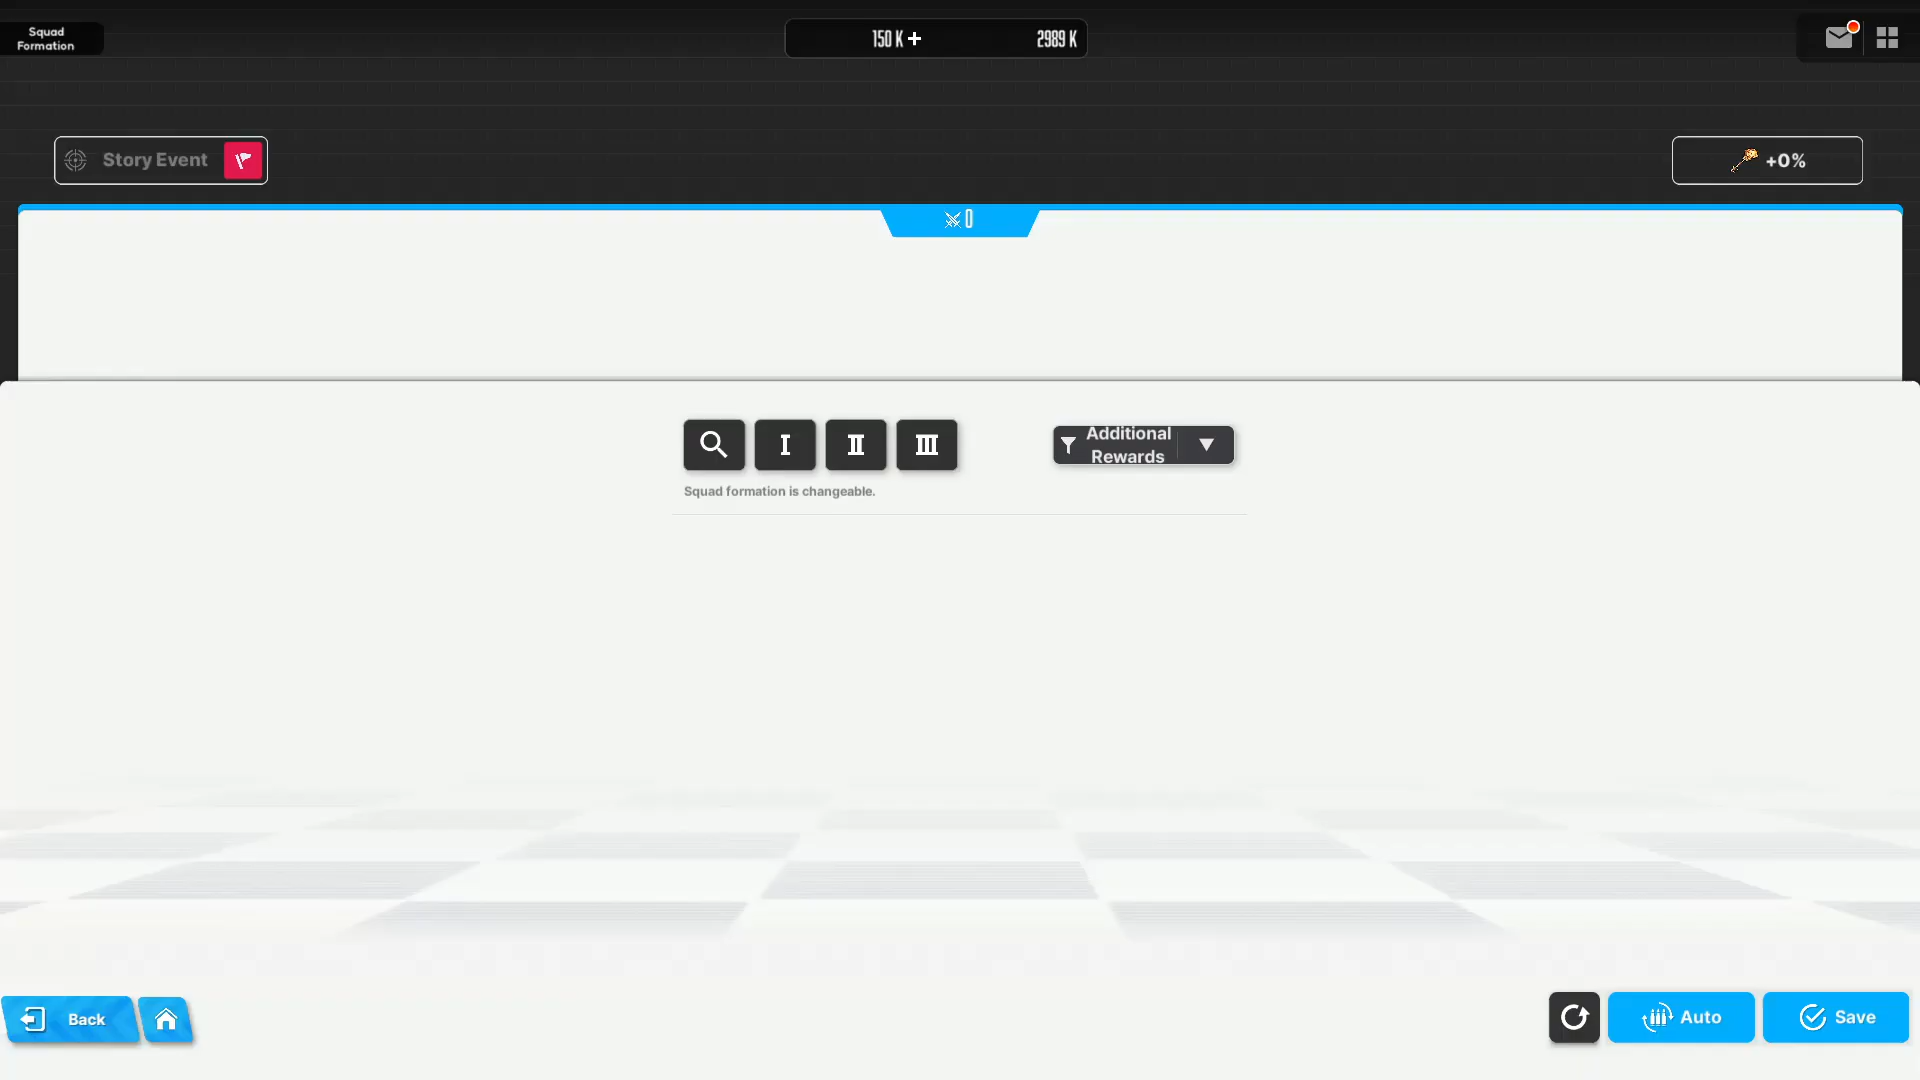 Squad
Formation
150 K
2989 K
Story Event
+0%
0
I
II
III
Additional
Rewards
Squad formation is changeable.
Back
Auto
Save